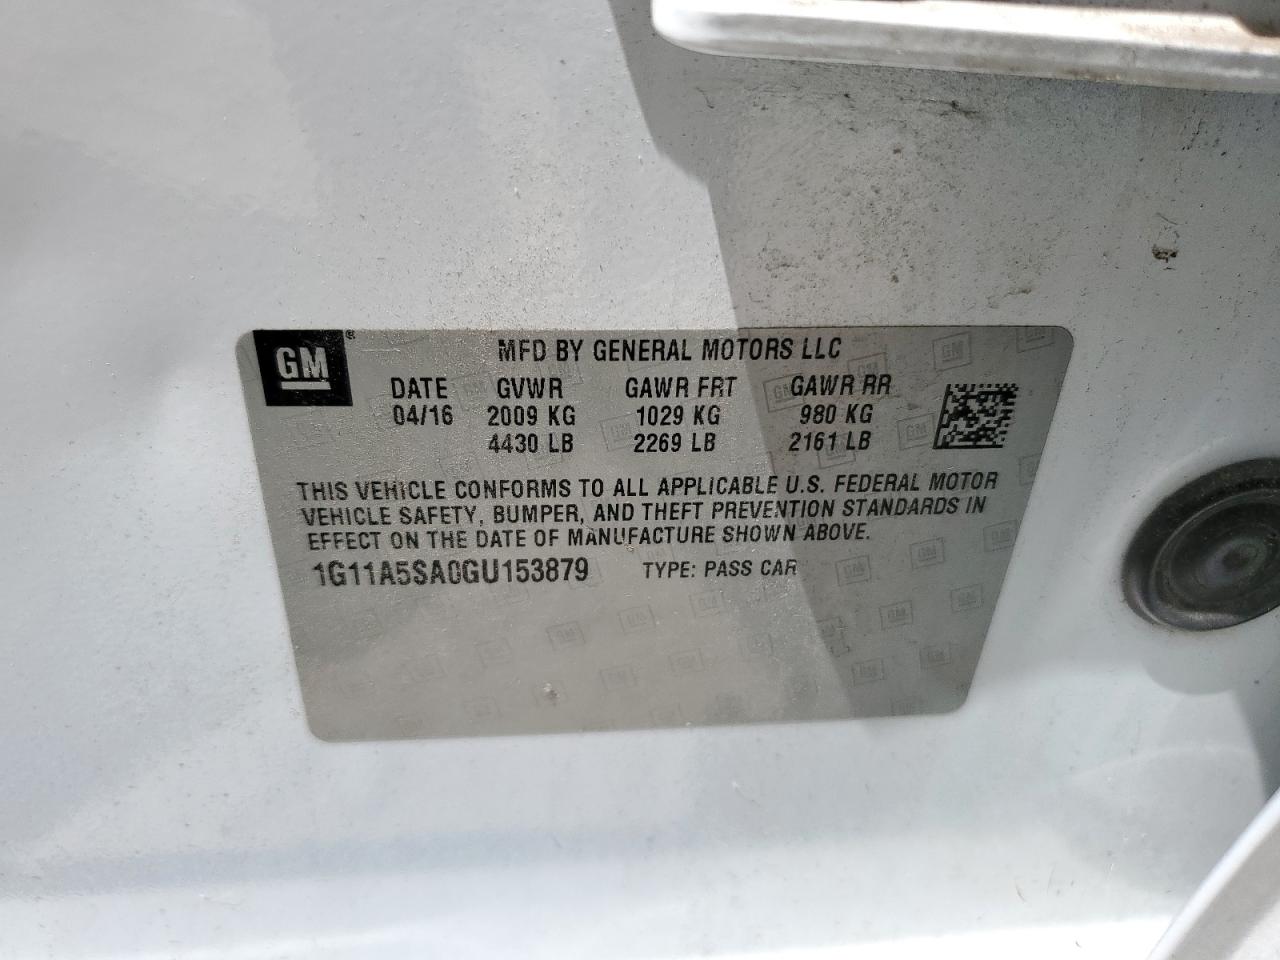 GM ®
MFD BY GENERAL MOTORS LLC
DATE GVWR GAWR FRT GAWR RR
04/16 2009 KG 1029 KG 980 KG
4430 LB 2269 LB 2161 LB
THIS VEHICLE CONFORMS TO ALL APPLICABLE U.S. FEDERAL MOTOR
VEHICLE SAFETY, BUMPER, AND THEFT PREVENTION STANDARDS IN
EFFECT ON THE DATE OF MANUFACTURE SHOWN ABOVE.
1G11A5SA0GU153879 TYPE: PASS CAR